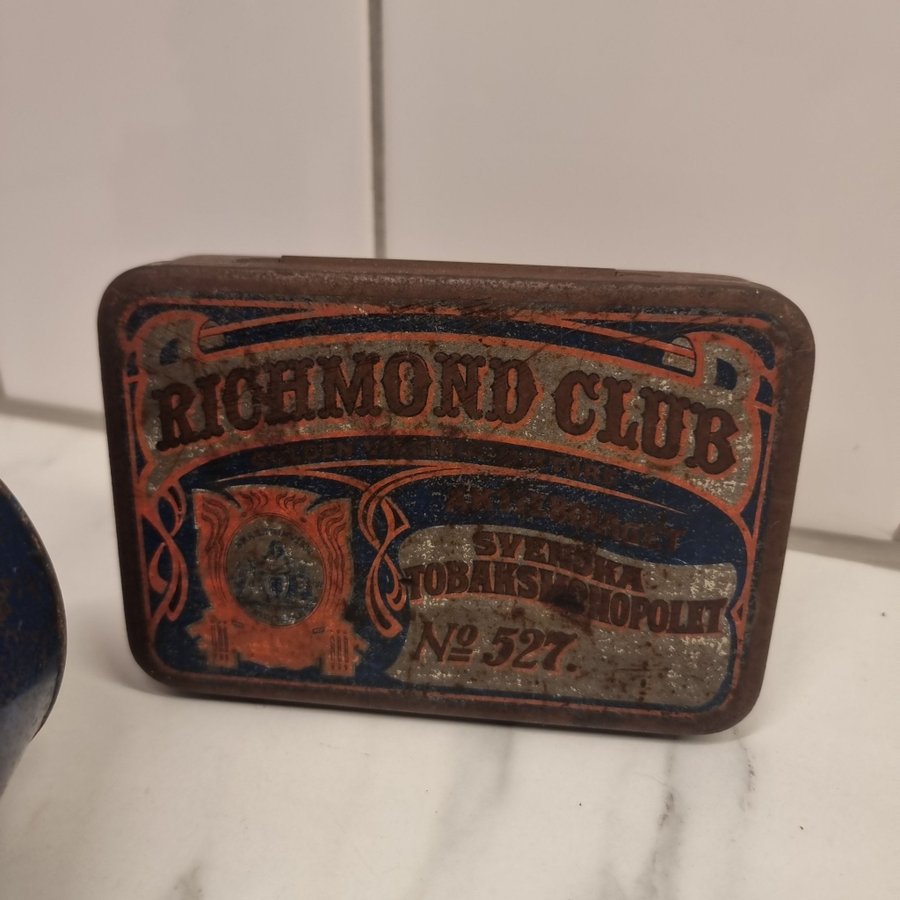 RICHMOND CLUB
AKTIEBOLAGET
SVENSKA
TOBAKSMONOPOLET
No 527.